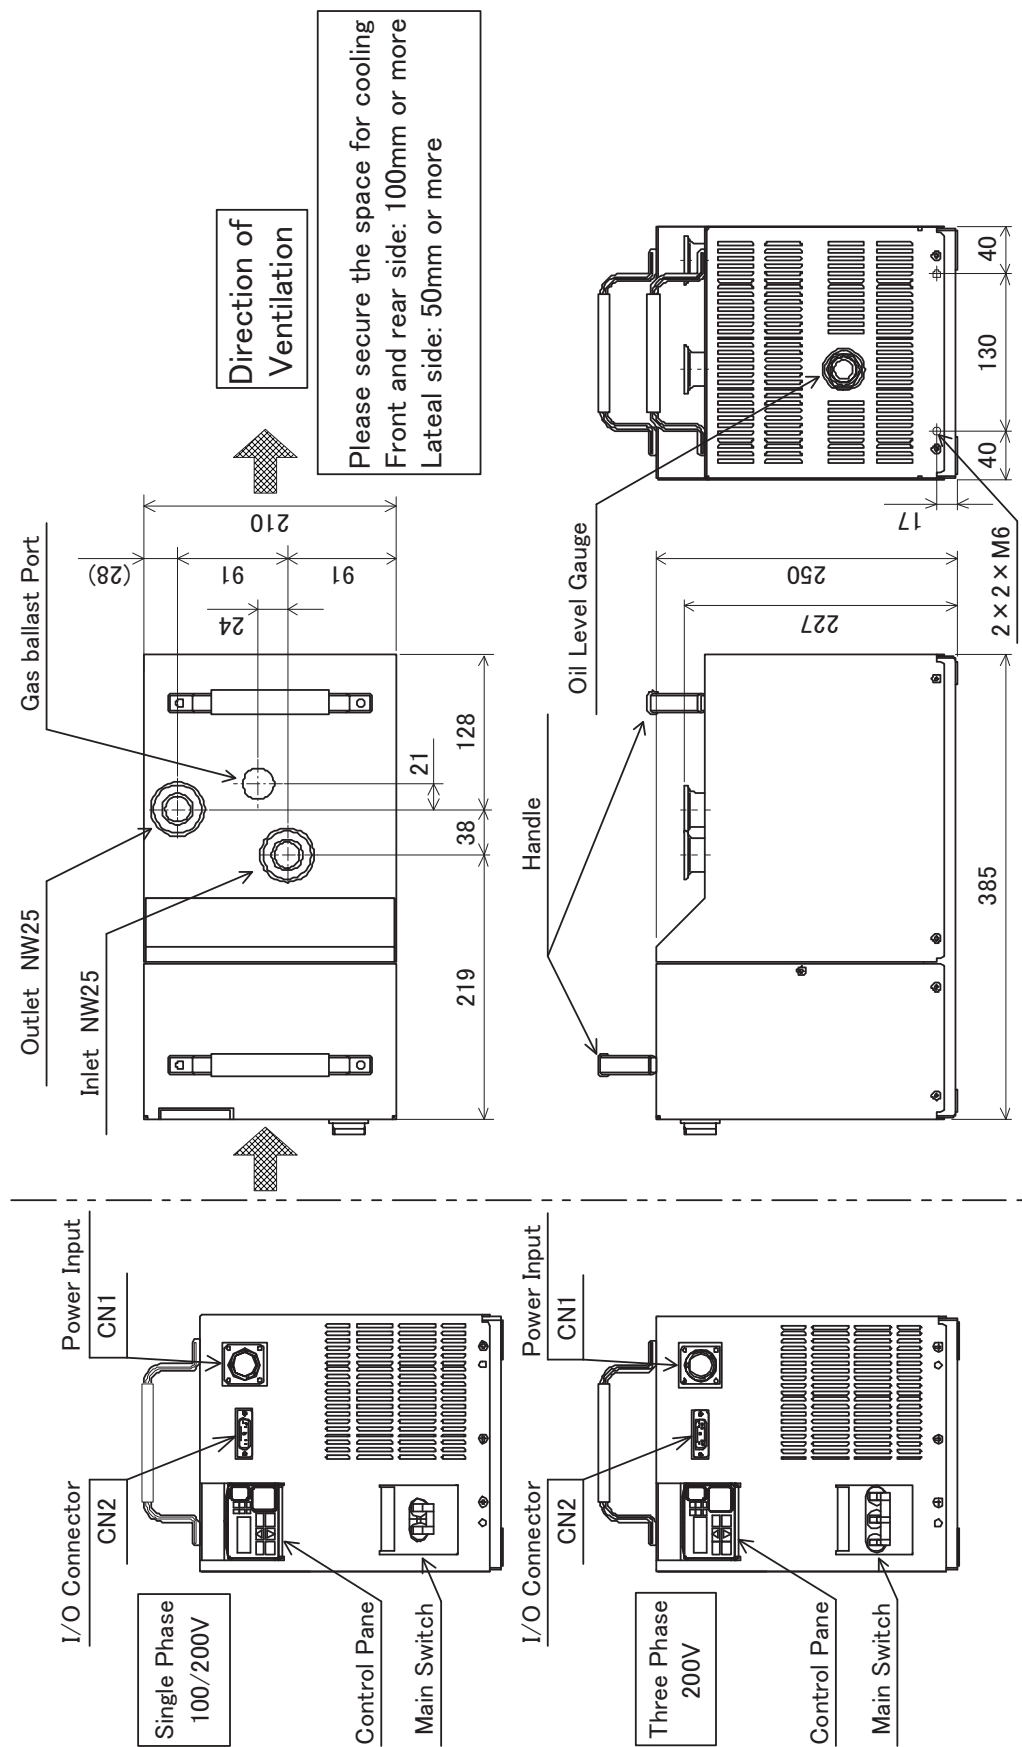 Single Phase
100/200V
I/O Connector
CN2
Power Input
CN1
Control Pane
Main Switch
Three Phase
200V
I/O Connector
CN2
Power Input
CN1
Control Pane
Main Switch
Outlet NW25
Inlet NW25
Gas ballast Port
(28)
91
91
210
24
21
219
38
128
Direction of
Ventilation
Please secure the space for cooling
Front and rear side: 100mm or more
Lateal side: 50mm or more
Handle
Oil Level Gauge
227
250
385
17
40
130
40
2×2×M6